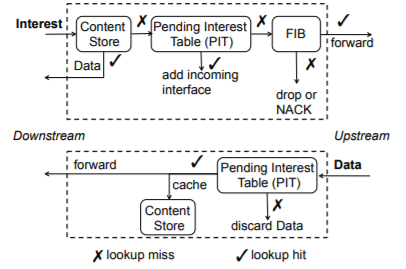 Interest
Content
Store
Pending Interest
Table (PIT)
FIB
forward
Data
add incoming
interface
drop or
NACK
Downstream
Upstream
forward
Data
cache
Pending Interest
Table (PIT)
Content
Store
discard Data
✗ lookup miss
✓ lookup hit